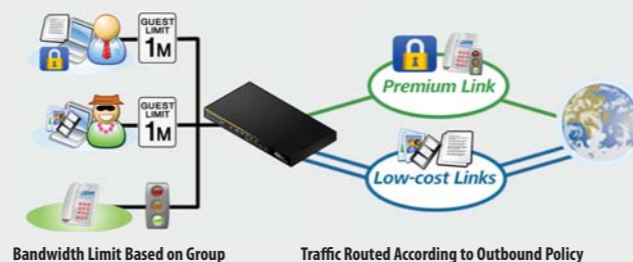 GUEST
LIMIT
1M
GUEST
LIMIT
1M
Premium Link
Low-cost Links
Bandwidth Limit Based on Group
Traffic Routed According to Outbound Policy